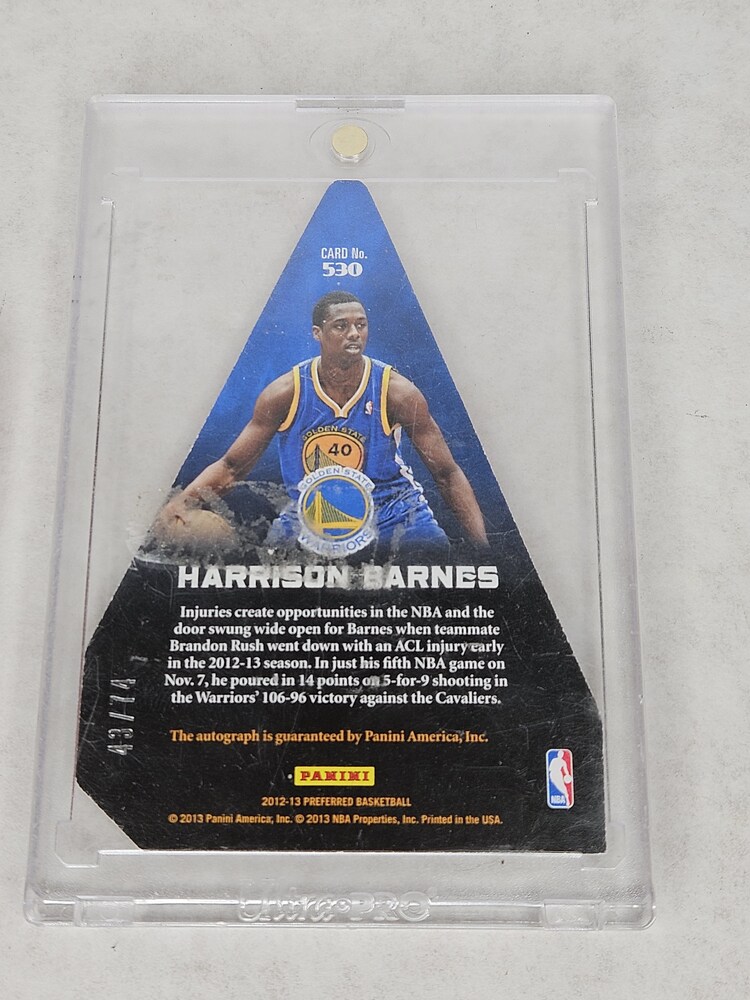 CARD No.
530
GOLDEN STATE
40
GOLDEN STATE
WARRIORS
HARRISON BARNES
Injuries create opportunities in the NBA and the
door swung wide open for Barnes when teammate
Brandon Rush went down with an ACL injury early
in the 2012-13 season. In just his fifth NBA game on
Nov. 7, he poured in 14 points on 5-for-9 shooting in
the Warriors' 106-96 victory against the Cavaliers.
43/74
The autograph is guaranteed by Panini America, Inc.
PANINI
NBA
2012-13 PREFERRED BASKETBALL
© 2013 Panini America, Inc. © 2013 NBA Properties, Inc. Printed in the USA.
Ultra•PRO